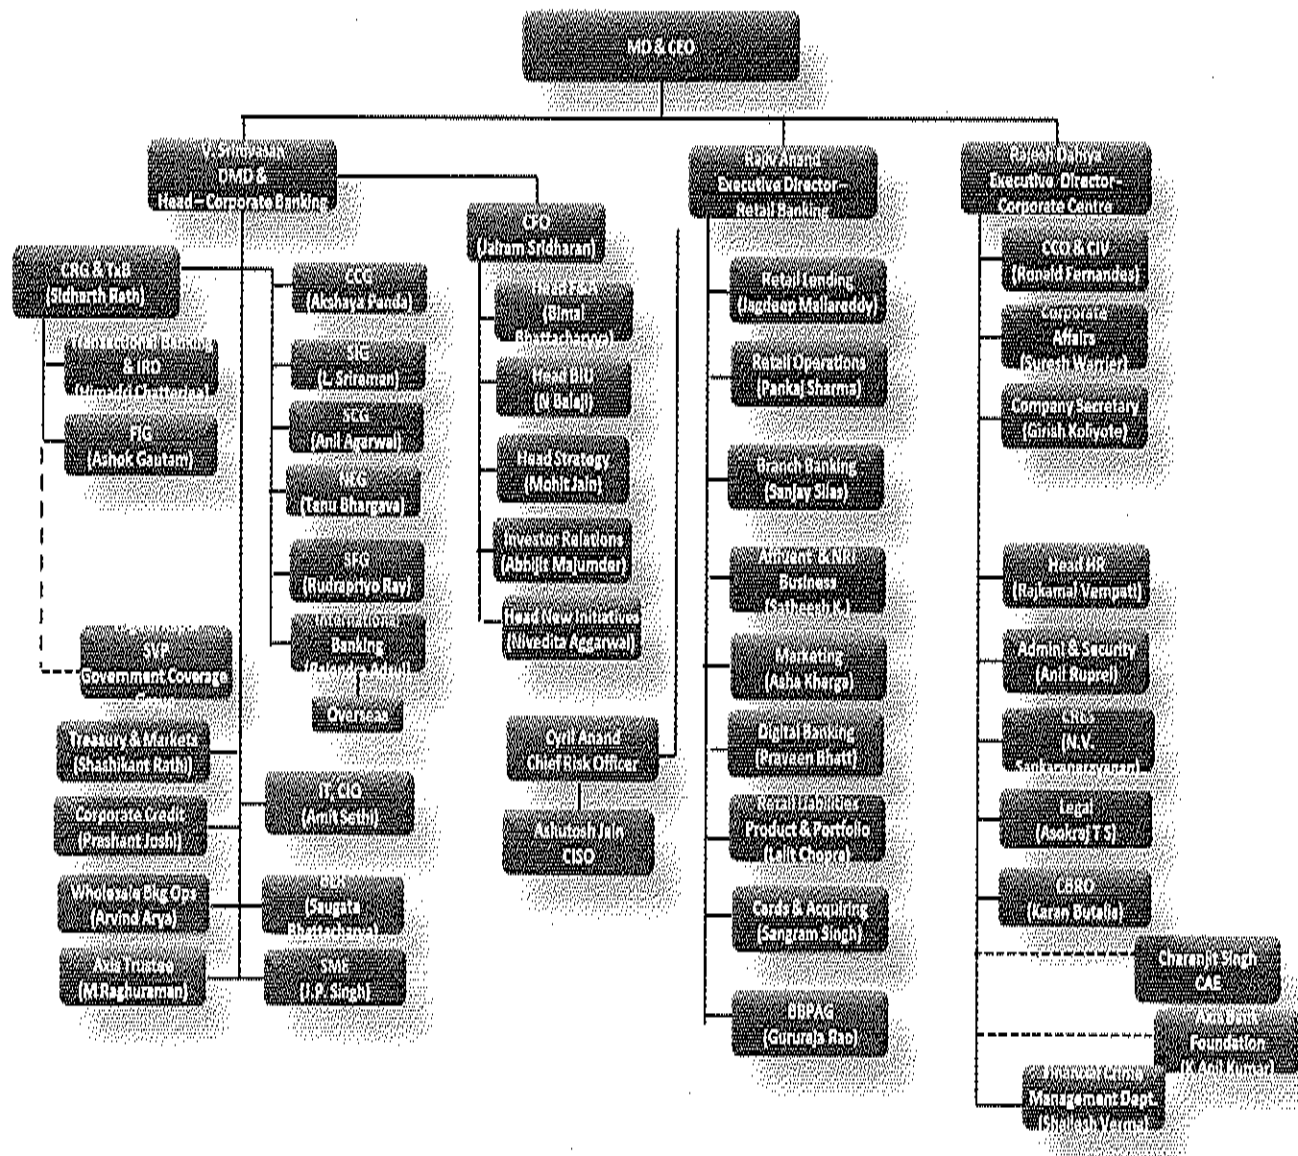 MD & CEO
V. Srinivasan
DMD &
Head – Corporate Banking
CRG & TxB
(Sidharth Rath)
Transactional Banking
& IRD
(Himadri Chatterjee)
FIG
(Ashok Gautam)
SVP
Government Coverage
Treasury & Markets
(Shashikant Rathi)
Corporate Credit
(Prashant Joshi)
Wholesale Bkg Ops
(Arvind Arya)
Axis Trustee
(M.Raghuraman)
CCG
(Akshaya Panda)
SIG
(L. Sriraman)
SCG
(Anil Agarwal)
(Tanu Bhargava)
SFG
(Rudrapriyo Ray)
International
Banking
Overseas
IT, CIO
(Amit Sethi)
(Saugata
Bhattacharya)
SME
(J.P. Singh)
CFO
(Jairam Sridharan)
Head F&A
(Bimal
Bhattacharyya)
Head BIU
(N Balaji)
Head Strategy
(Mohit Jain)
Investor Relations
(Abhijit Majumder)
Head New Initiatives
(Nivedita Aggarwal)
Cyril Anand
Chief Risk Officer
Ashutosh Jain
CISO
Rajiv Anand
Executive Director –
Retail Banking
Retail Lending
(Jagdeep Mallareddy)
Retail Operations
(Pankaj Sharma)
Branch Banking
(Sanjay Silas)
Affluent & NRI
Business
(Satheesh K.)
Marketing
(Asha Kharga)
Digital Banking
(Praveen Bhatt)
Retail Liabilities
Product & Portfolio
(Lalit Chopra)
Cards & Acquiring
(Sangram Singh)
BBPAG
(Gururaja Rao)
Rajesh Dahiya
Executive Director–
Corporate Centre
(Ronald Fernandes)
Corporate
Affairs
(Suresh Warrier)
Company Secretary
(Girish Koliyote)
Head HR
(Rajkamal Vempati)
Admin & Security
(N.V.
Sankaranarayanan)
Legal
(Asokraj T S)
CBRO
(Karan Butalia)
Charanjit Singh
CAE
Axis Bank
Foundation
(K Anil Kumar)
Financial Crime
Management Dept.
(Shailesh Verma)